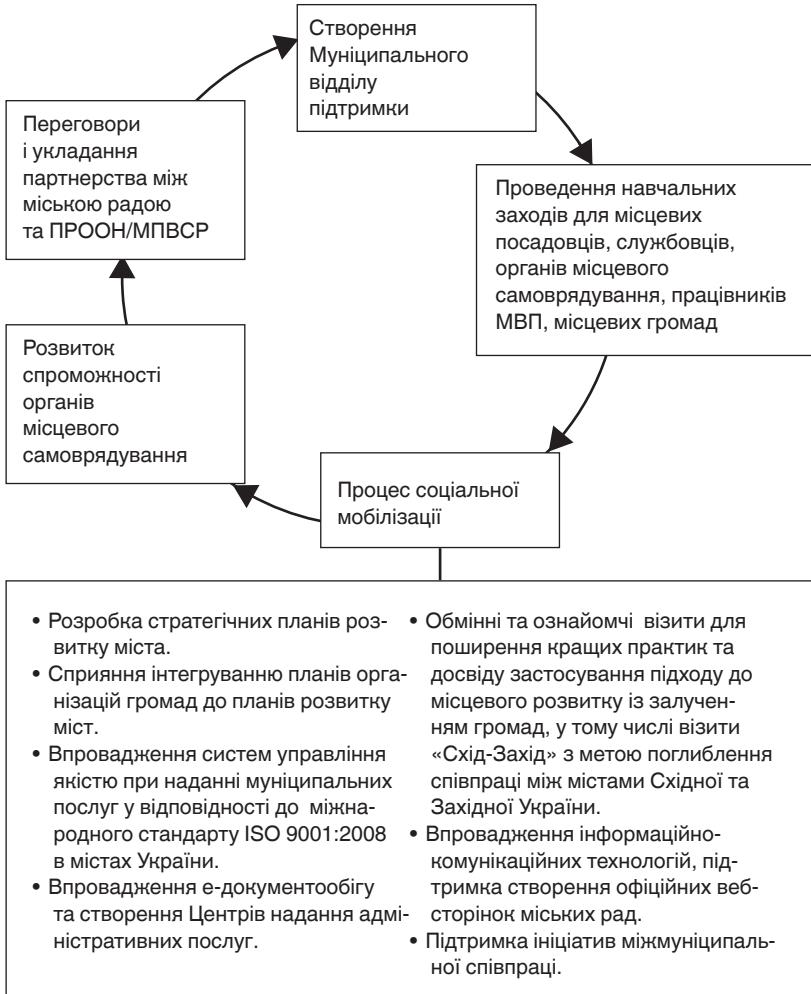 Створення
Муніципального
відділу
підтримки
Переговори
і укладання
партнерства між
міською радою
та ПРООН/МПВСР
Проведення навчальних
заходів для місцевих
посадовців, службовців,
органів місцевого
самоврядування, працівників
МВП, місцевих громад
Розвиток
спроможності
органів
місцевого
самоврядування
Процес соціальної
мобілізації
• Розробка стратегічних планів роз-
витку міста.
• Сприяння інтегруванню планів орга-
нізацій громад до планів розвитку
міст.
• Впровадження систем управління
якістю при наданні муніципальних
послуг у відповідності до міжна-
родного стандарту ISO 9001:2008
в містах України.
• Впровадження е-документообігу
та створення Центрів надання адмі-
ністративних послуг.
• Обмінні та ознайомчі візити для
поширення кращих практик та
досвіду застосування підходу до
місцевого розвитку із залучен-
ням громад, у тому числі візити
«Схід-Захід» з метою поглиблення
співпраці між містами Східної та
Західної України.
• Впровадження інформаційно-
комунікаційних технологій, під-
тримка створення офіційних веб-
сторінок міських рад.
• Підтримка ініціатив міжмуніципаль-
ної співпраці.